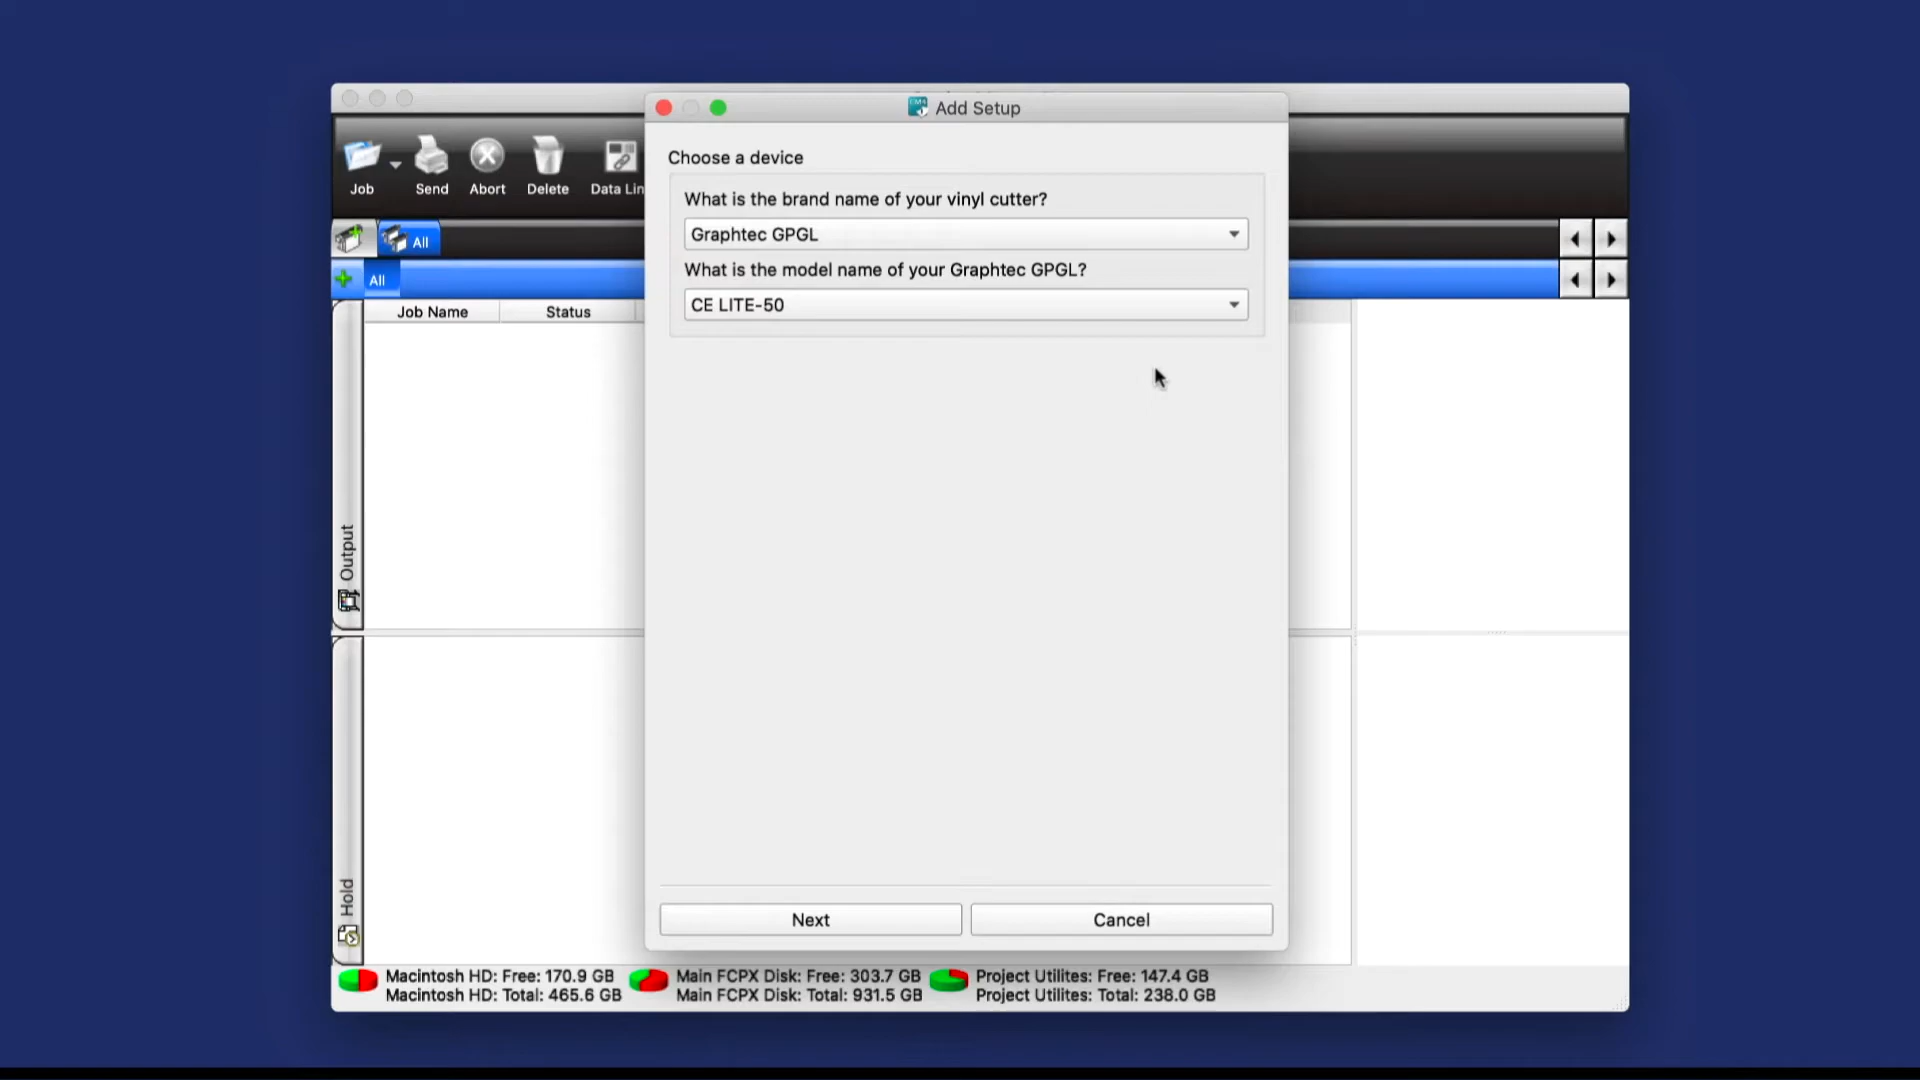 Add Setup
Job
Send
Abort
Delete
Data Lin
All
All
Job Name
Status
Output
Hold
Choose a device
What is the brand name of your vinyl cutter?
Graphtec GPGL
What is the model name of your Graphtec GPGL?
CE LITE-50
Next
Cancel
Macintosh HD: Free: 170.9 GB
Macintosh HD: Total: 465.6 GB
Main FCPX Disk: Free: 303.7 GB
Main FCPX Disk: Total: 931.5 GB
Project Utilites: Free: 147.4 GB
Project Utilites: Total: 238.0 GB